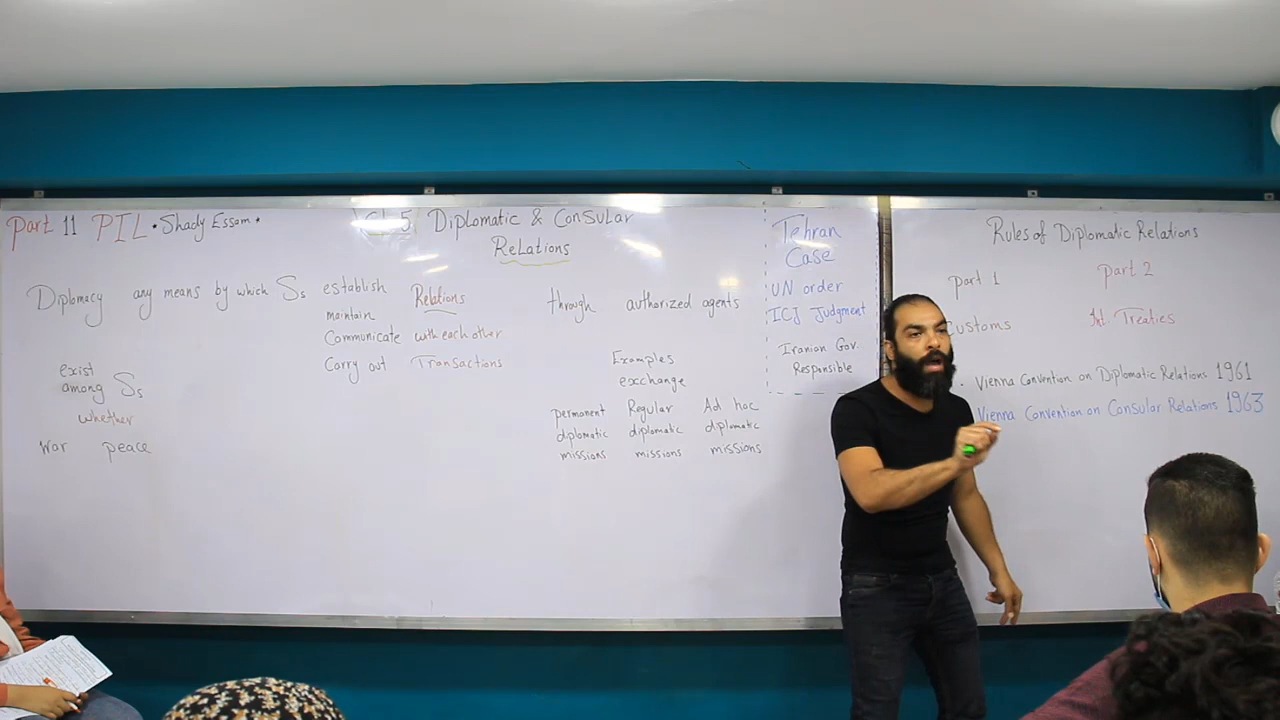 Part 11 PIL • Shady Essam *
Ch 5 Diplomatic & Consular
Relations
Diplomacy any means by which Ss establish Relations through authorized agents
maintain
Communicate with each other
Carry out Transactions
exist
among Ss
whether
War peace
Examples
excchange
permanent Regular Ad hoc
diplomatic diplomatic diplomatic
missions missions missions
Tehran
Case
UN order
ICJ Judgment
Iranian Gov.
Responsible
Rules of Diplomatic Relations
part 1 part 2
Customs Int. Treaties
Vienna Convention on Diplomatic Relations 1961
Vienna Convention on Consular Relations 1963